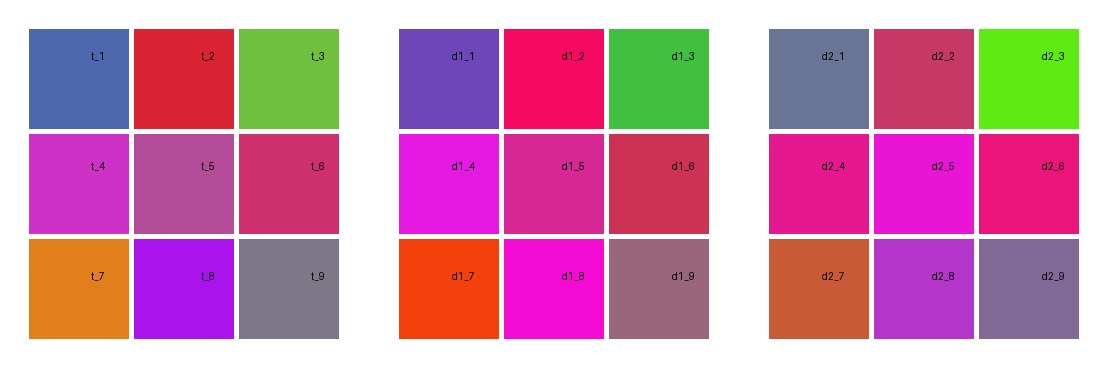 t_1 t_2 t_3 d1_1 d1_2 d1_3 d2_1 d2_2 d2_3
t_4 t_5 t_6 d1_4 d1_5 d1_6 d2_4 d2_5 d2_6
t_7 t_8 t_9 d1_7 d1_8 d1_9 d2_7 d2_8 d2_9